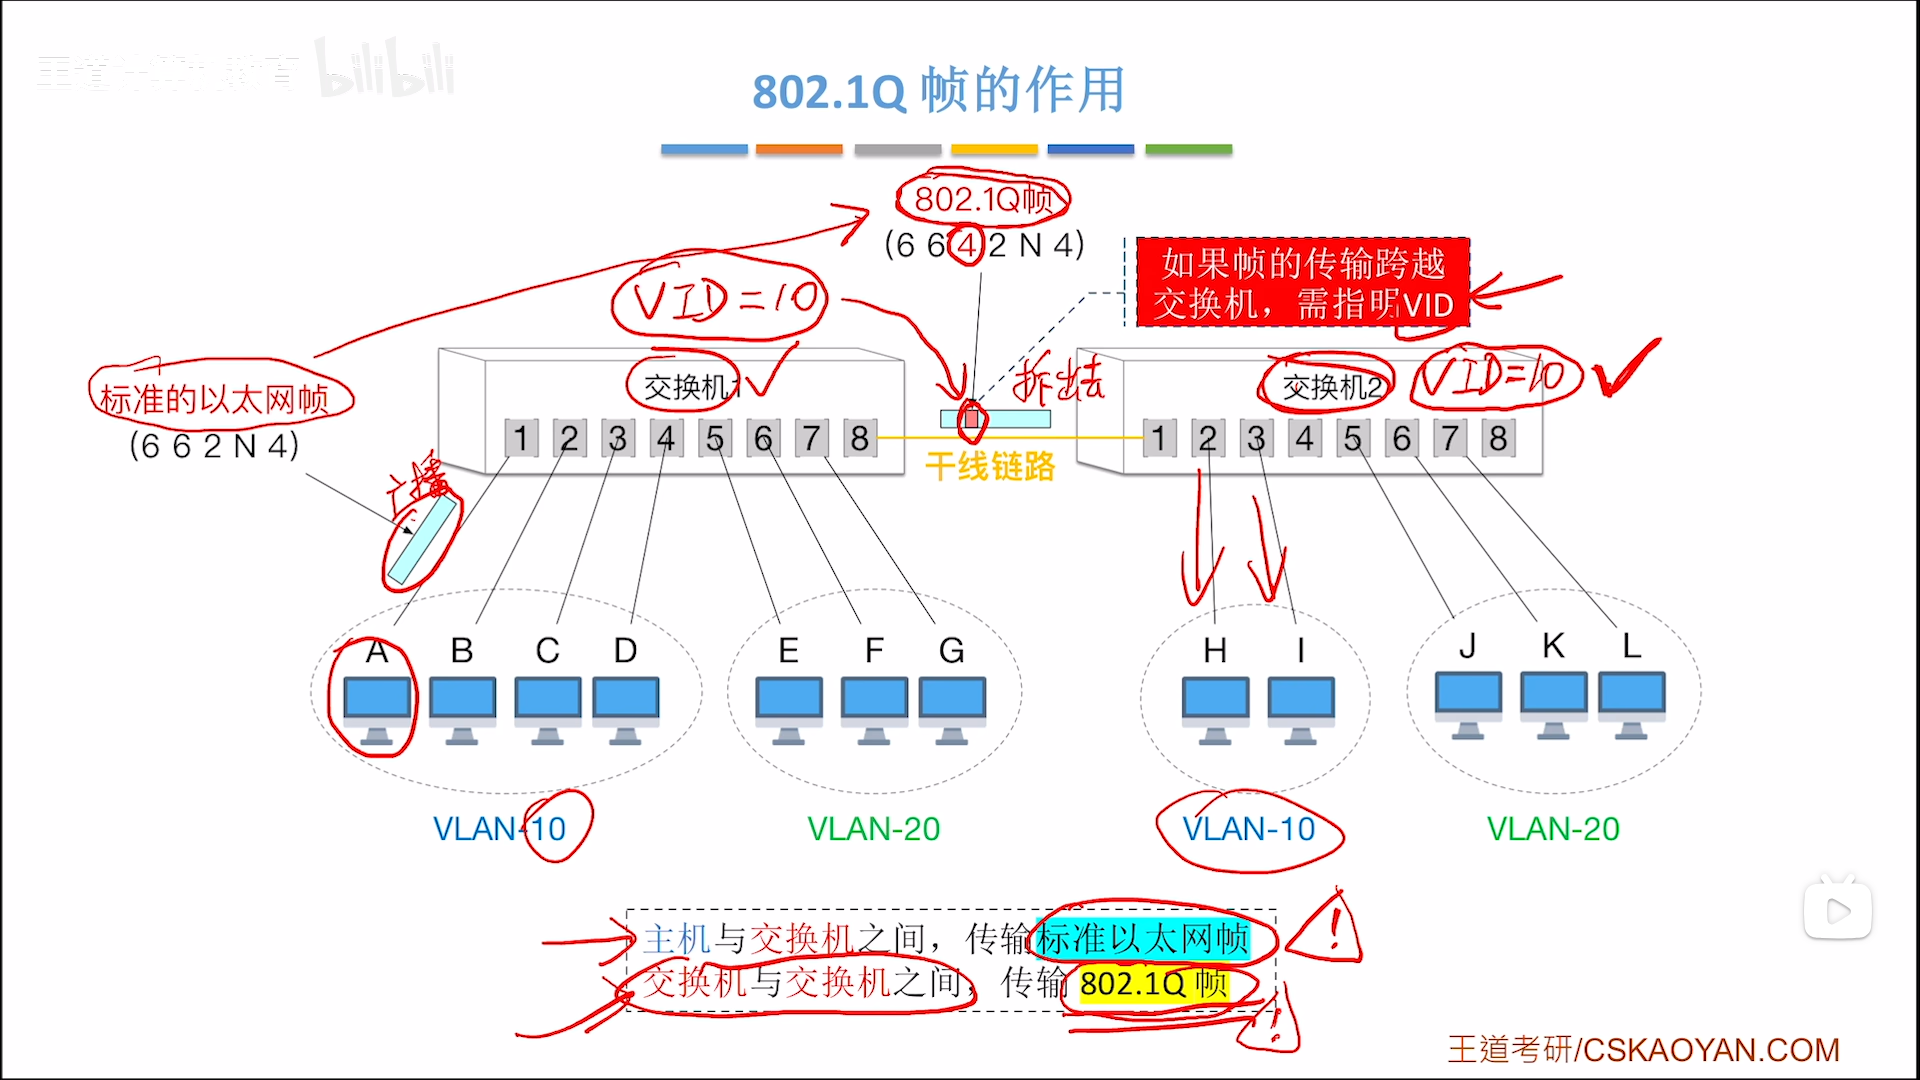 王道计算机教育 bilibili
802.1Q 帧的作用
802.1Q帧
(6 6 4 2 N 4)
如果帧的传输跨越
交换机，需指明VID
VID=10
标准的以太网帧
(6 6 2 N 4)
交换机1
拆出去
交换机2
VID=10
1 2 3 4 5 6 7 8
1 2 3 4 5 6 7 8
干线链路
广播
A B C D E F G H I J K L
VLAN-10 VLAN-20 VLAN-10 VLAN-20
主机与交换机之间，传输标准以太网帧
!
交换机与交换机之间，传输 802.1Q 帧
!
王道考研/CSKAOYAN.COM